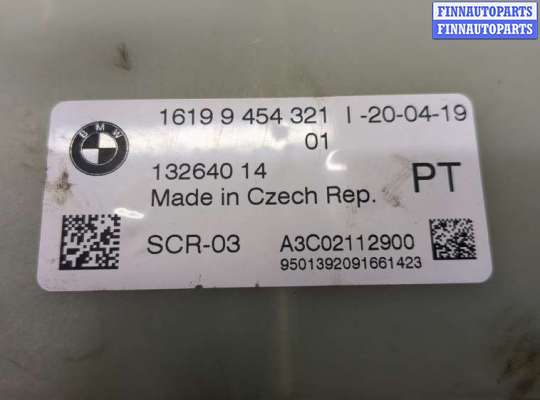 FINNAUTOPARTS
FINNAUTOPARTS
BMW
1619 9 454 321 I -20-04-19
01
132640 14
PT
Made in Czech Rep.
SCR-03 A3C02112900
9501392091661423